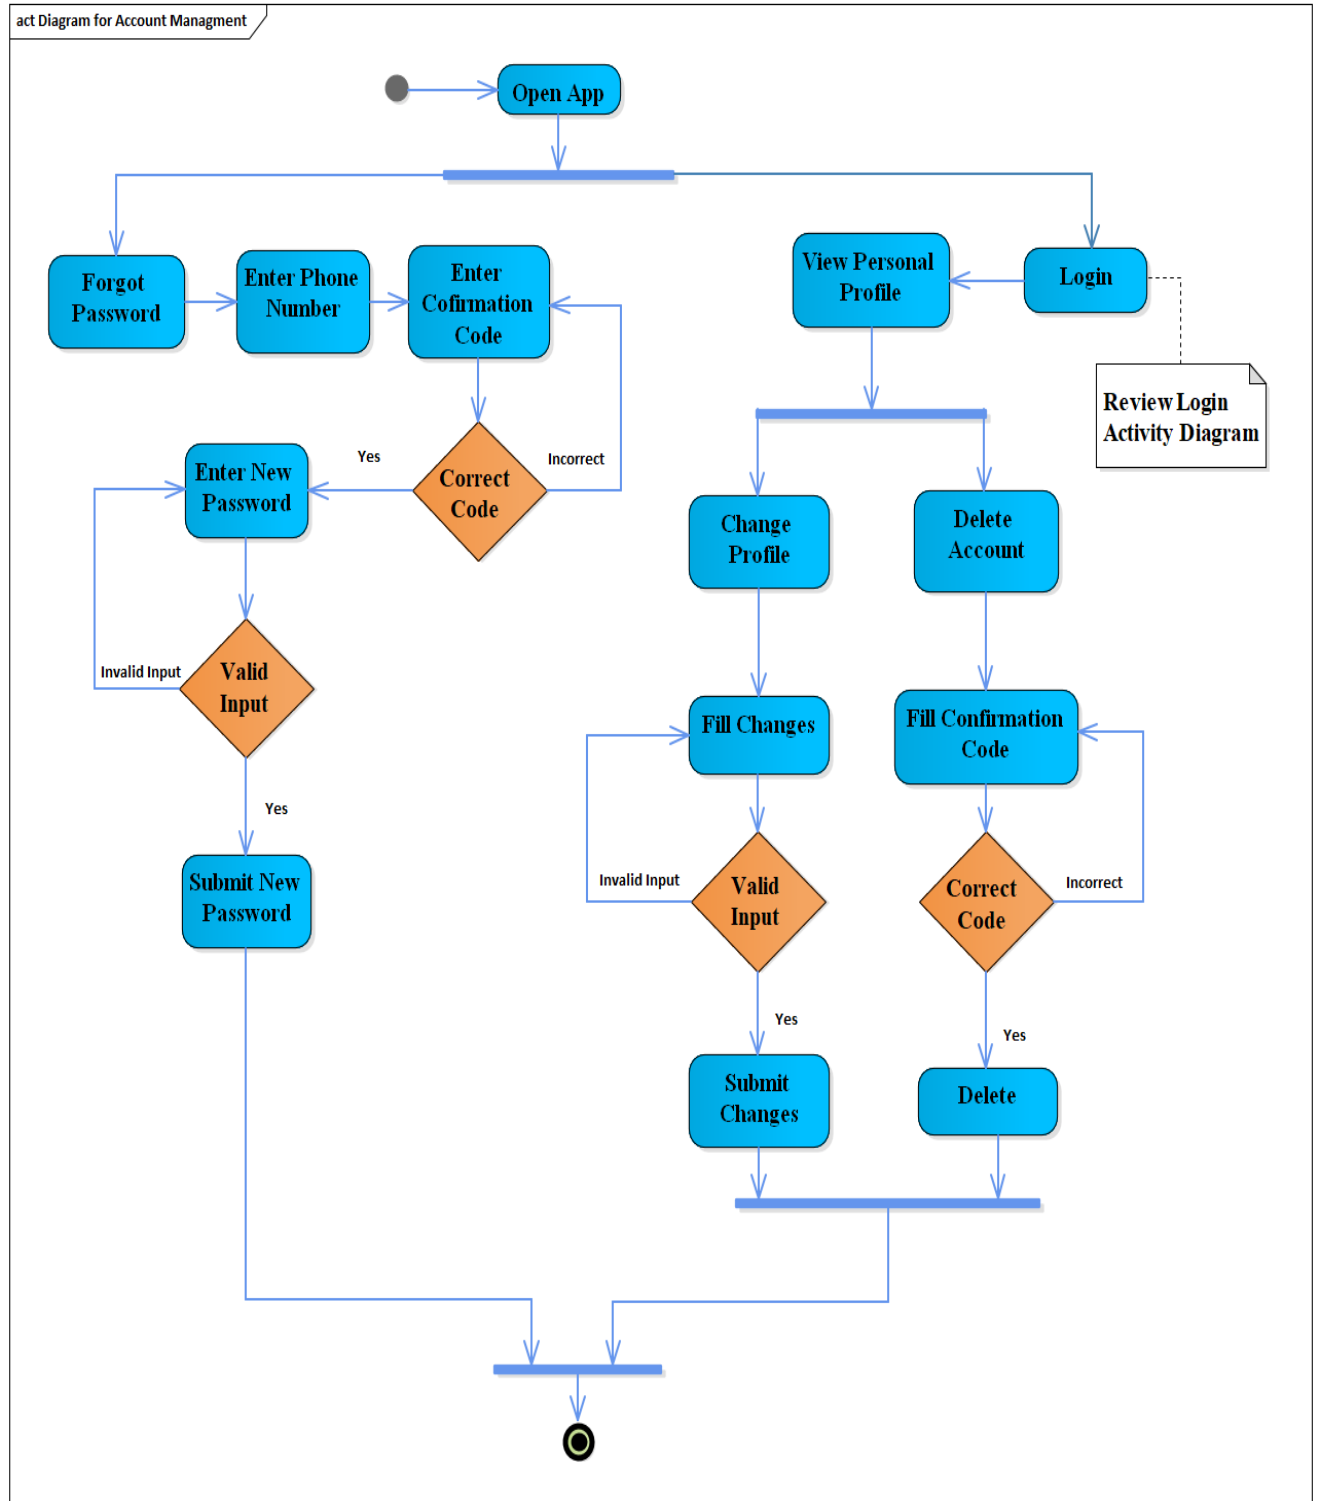 act Diagram for Account Managment
Open App
Forgot
Password
Enter Phone
Number
Enter
Cofirmation
Code
View Personal
Profile
Login
Review Login
Activity Diagram
Correct
Code
Yes
Incorrect
Enter New
Password
Change
Profile
Delete
Account
Valid
Input
Invalid Input
Yes
Fill Changes
Fill Confirmation
Code
Submit New
Password
Valid
Input
Invalid Input
Correct
Code
Incorrect
Yes
Yes
Submit
Changes
Delete